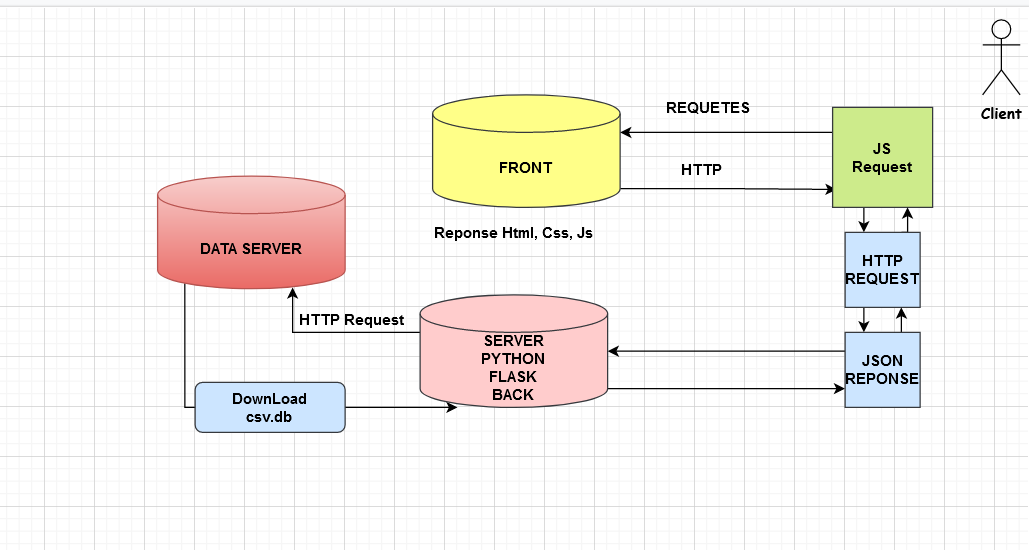 Client
REQUETES
JS
Request
FRONT
HTTP
Reponse Html, Css, Js
DATA SERVER
HTTP
REQUEST
HTTP Request
SERVER
PYTHON
FLASK
BACK
JSON
REPONSE
DownLoad
csv.db